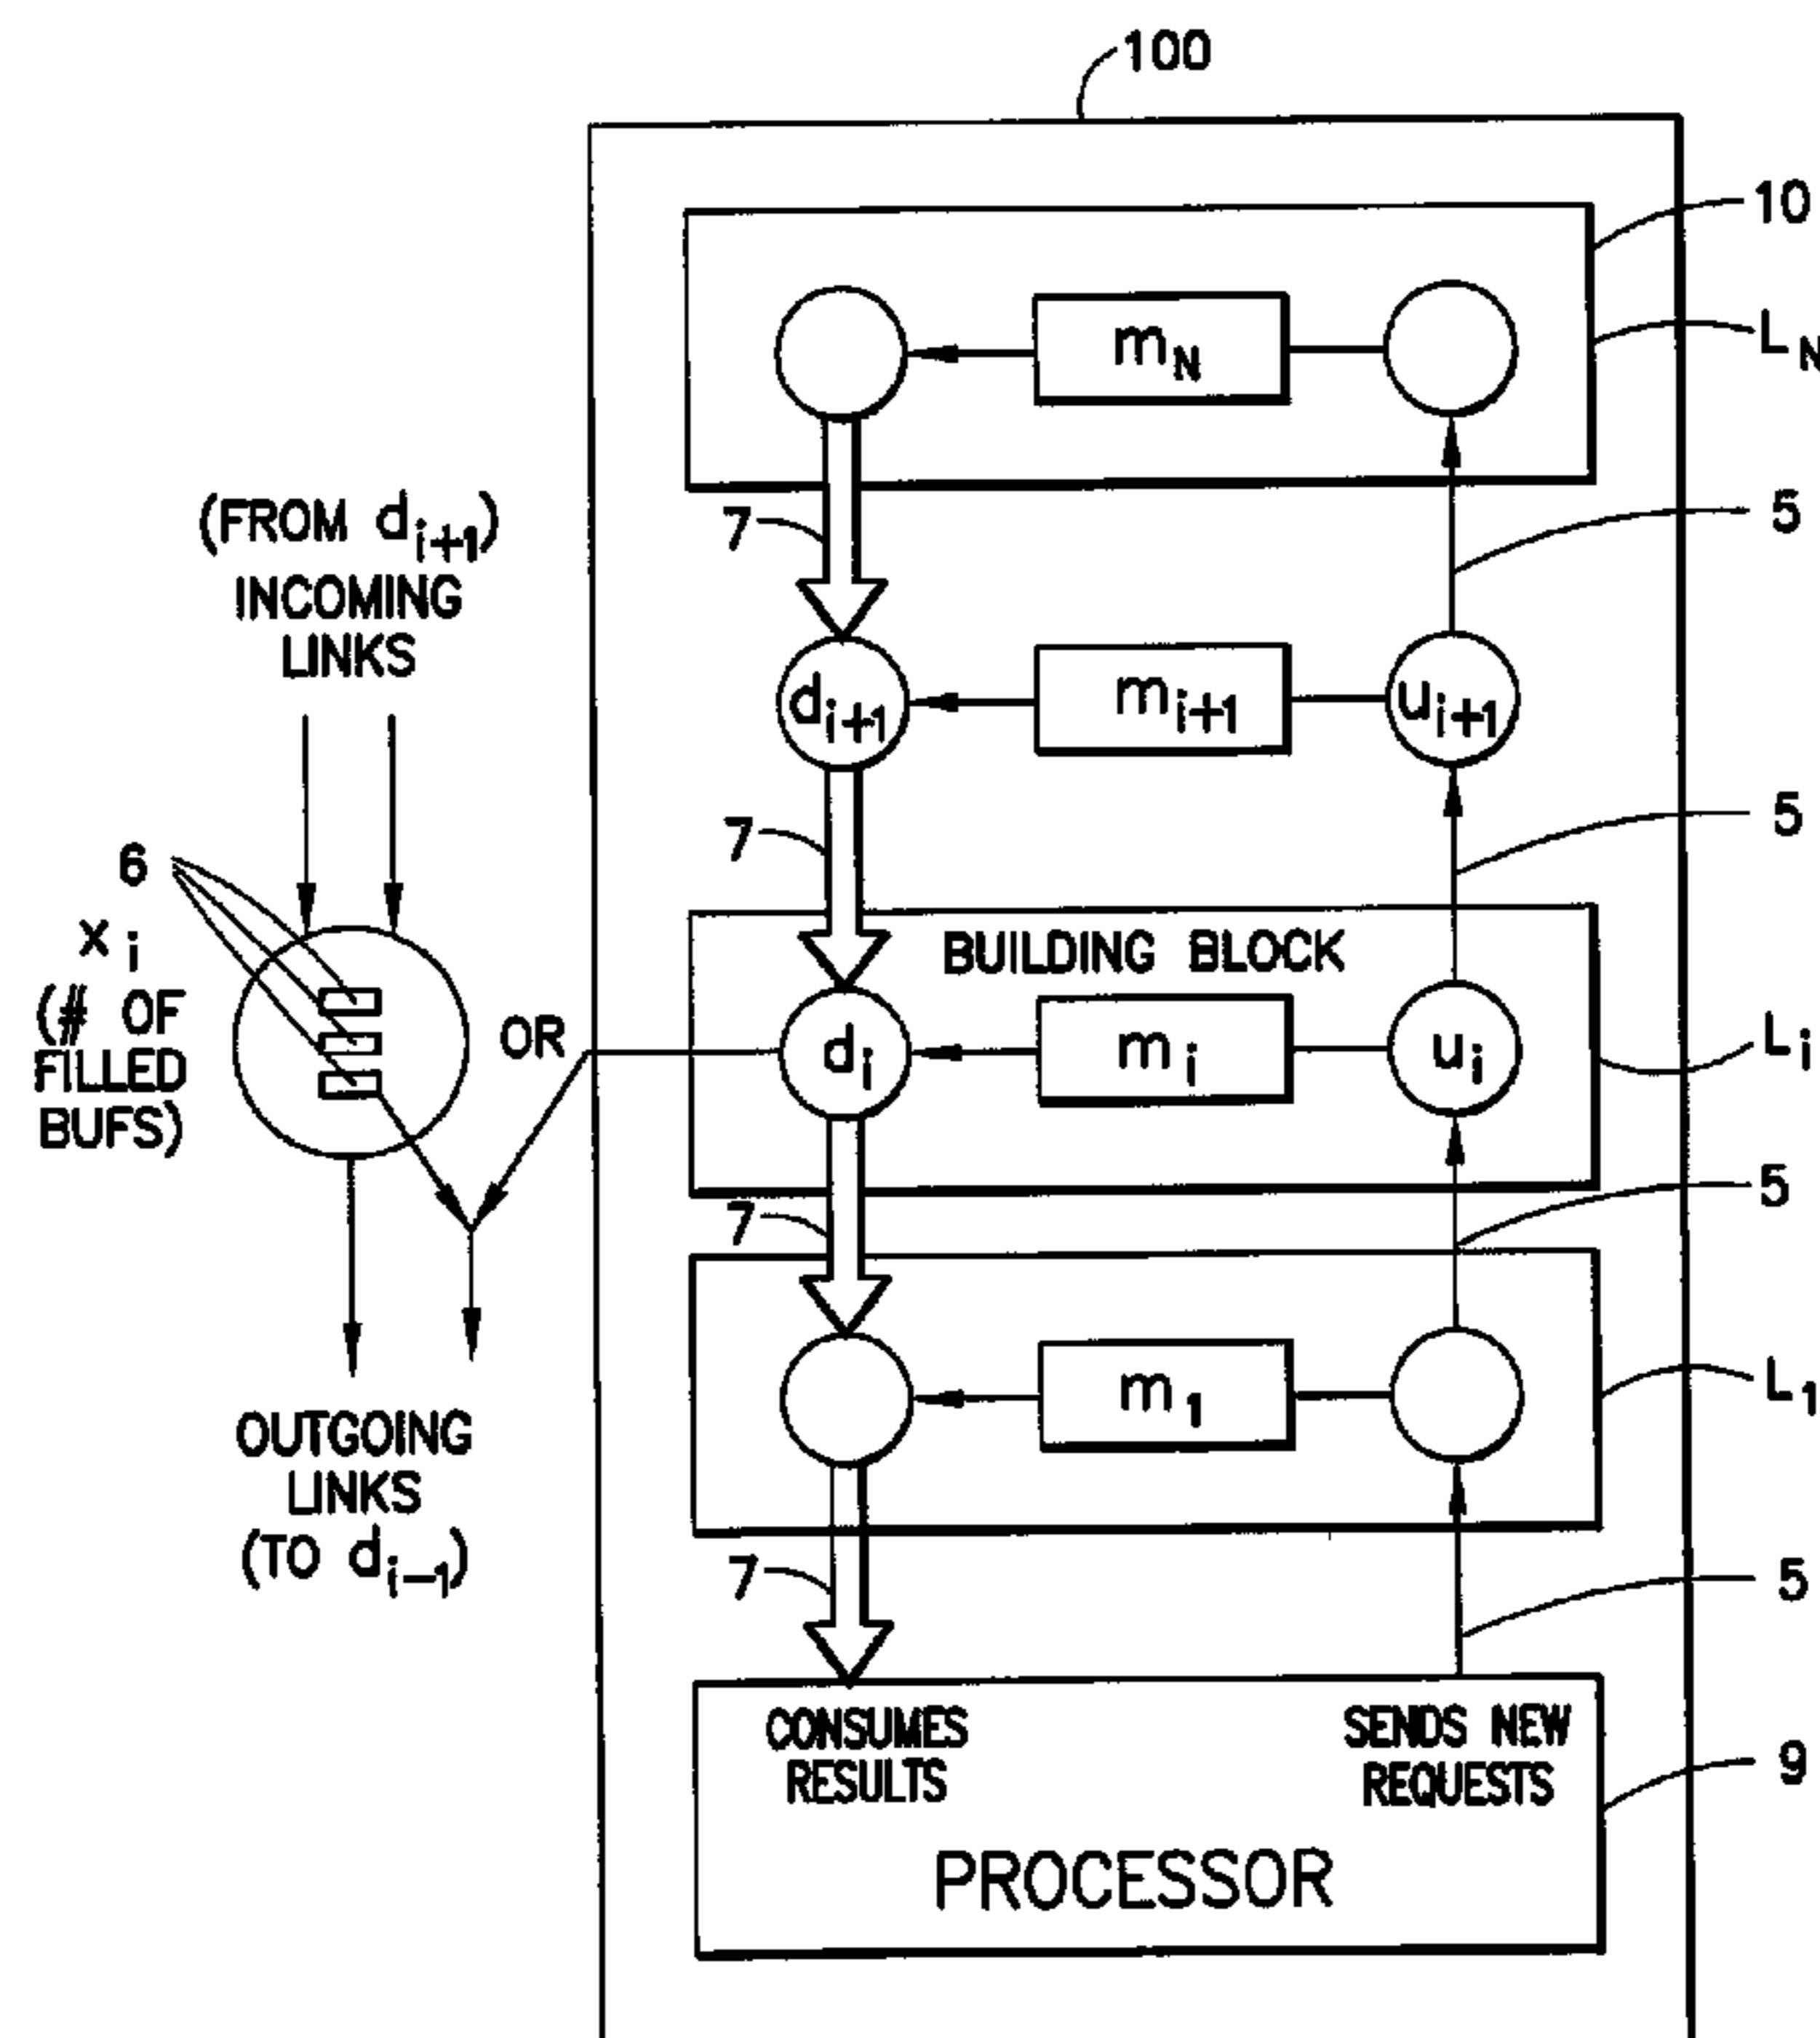 100
10
m_N
L_N
(FROM d_{i+1})
INCOMING
LINKS
7
5
d_{i+1}
m_{i+1}
u_{i+1}
7
5
6
x_i
(# OF
FILLED
BUFS)
OR
BUILDING BLOCK
d_i
m_i
u_i
L_i
7
5
OUTGOING
LINKS
(TO d_{i-1})
m_1
L_1
7
5
CONSUMES
RESULTS
SENDS NEW
REQUESTS
9
PROCESSOR